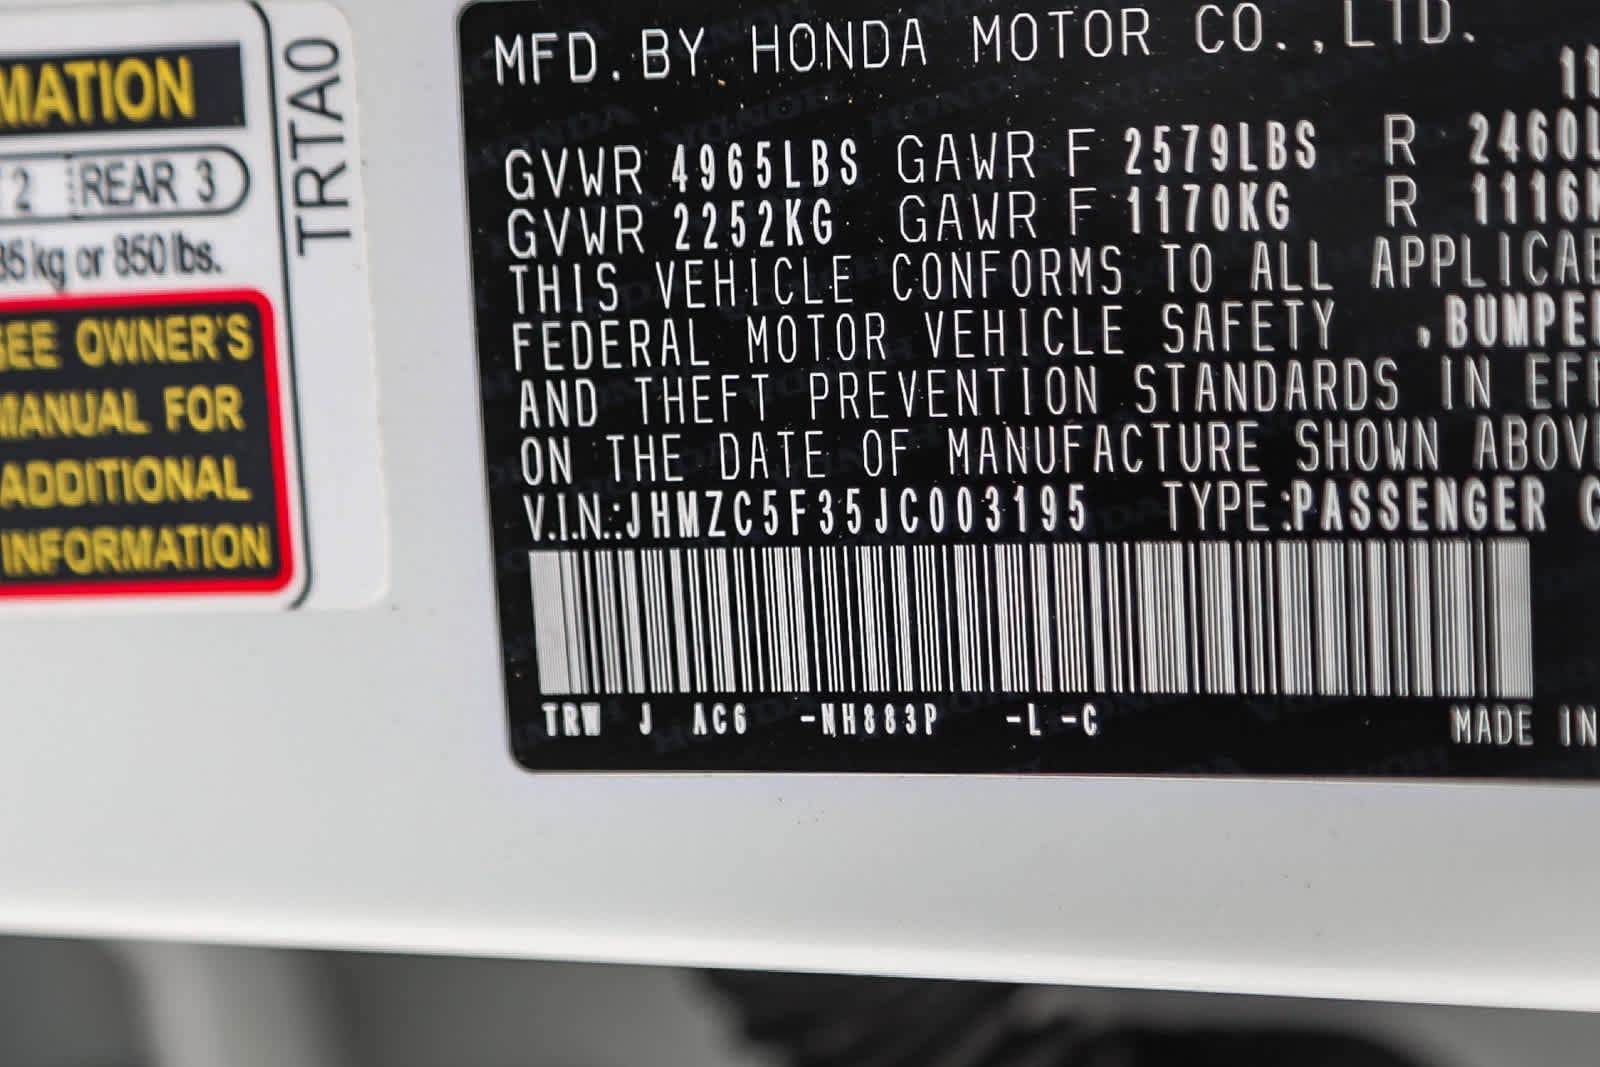 MATION
2 REAR 3
85 kg or 850 lbs.
SEE OWNER'S
MANUAL FOR
ADDITIONAL
INFORMATION
TRTA0
MFD. BY HONDA MOTOR CO., LTD.
11
GVWR 4965LBS GAWR F 2579LBS R 2460L
GVWR 2252KG GAWR F 1170KG R 1116K
THIS VEHICLE CONFORMS TO ALL APPLICAB
FEDERAL MOTOR VEHICLE SAFETY ,BUMPER
AND THEFT PREVENTION STANDARDS IN EFF
ON THE DATE OF MANUFACTURE SHOWN ABOVE
V.I.N.:JHMZC5F35JC003195 TYPE:PASSENGER C
TRW J AC6 -NH883P -L -C
MADE IN